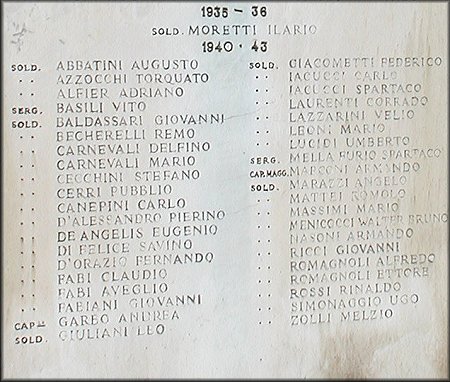 1935 - 36
SOLD. MORETTI ILARIO
1940 - 43
SOLD. ABBATINI AUGUSTO
.. AZZOCCHI TORQUATO
.. ALFIER ADRIANO
SERG. BASILI VITO
SOLD. BALDASSARI GIOVANNI
.. BECHERELLI REMO
.. CARNEVALI DELFINO
.. CARNEVALI MARIO
.. CECCHINI STEFANO
.. CERRI PUBBLIO
.. CANEPINI CARLO
.. D'ALESSANDRO PIERINO
.. DE ANGELIS EUGENIO
.. DI FELICE SAVINO
.. D'ORAZIO FERNANDO
.. FABI CLAUDIO
.. FABI AVEGLIO
.. FABIANI GIOVANNI
CAP.LE GAREO ANDREA
SOLD. GIULIANI LEO
SOLD. GIACOMETTI FEDERICO
.. IACUCCI CARLO
.. IACUCCI SPARTACO
.. LAURENTI CORRADO
.. LAZZARINI VELIO
.. LEONI MARIO
.. LUCIDI UMBERTO
SERG. MELLA FURIO SPARTACO
CAP. MAGG. MARCONI ARMANDO
SOLD. MARAZZI ANGELO
.. MATTEI ROMOLO
.. MASSIMI MARIO
.. MENICOCCI WALTER BRUNO
.. NASONI ARMANDO
.. RICCI GIOVANNI
.. ROMAGNOLI ALFREDO
.. ROMAGNOLI ETTORE
.. ROSSI RINALDO
.. SIMONAGGIO UGO
.. ZOLLI MELZIO